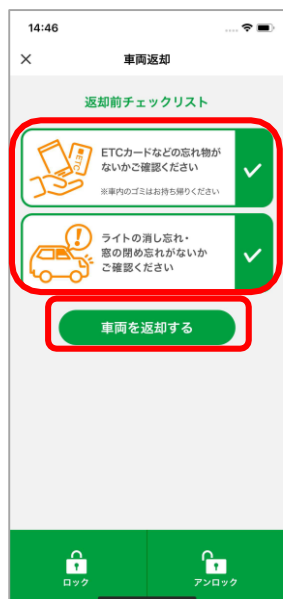 14:46
車両返却
返却前チェックリスト
ETCカードなどの忘れ物が
ないかご確認ください
※車内のゴミはお持ち帰りください
ETC
ライトの消し忘れ・
窓の閉め忘れがないか
ご確認ください
車両を返却する
ロック
アンロック